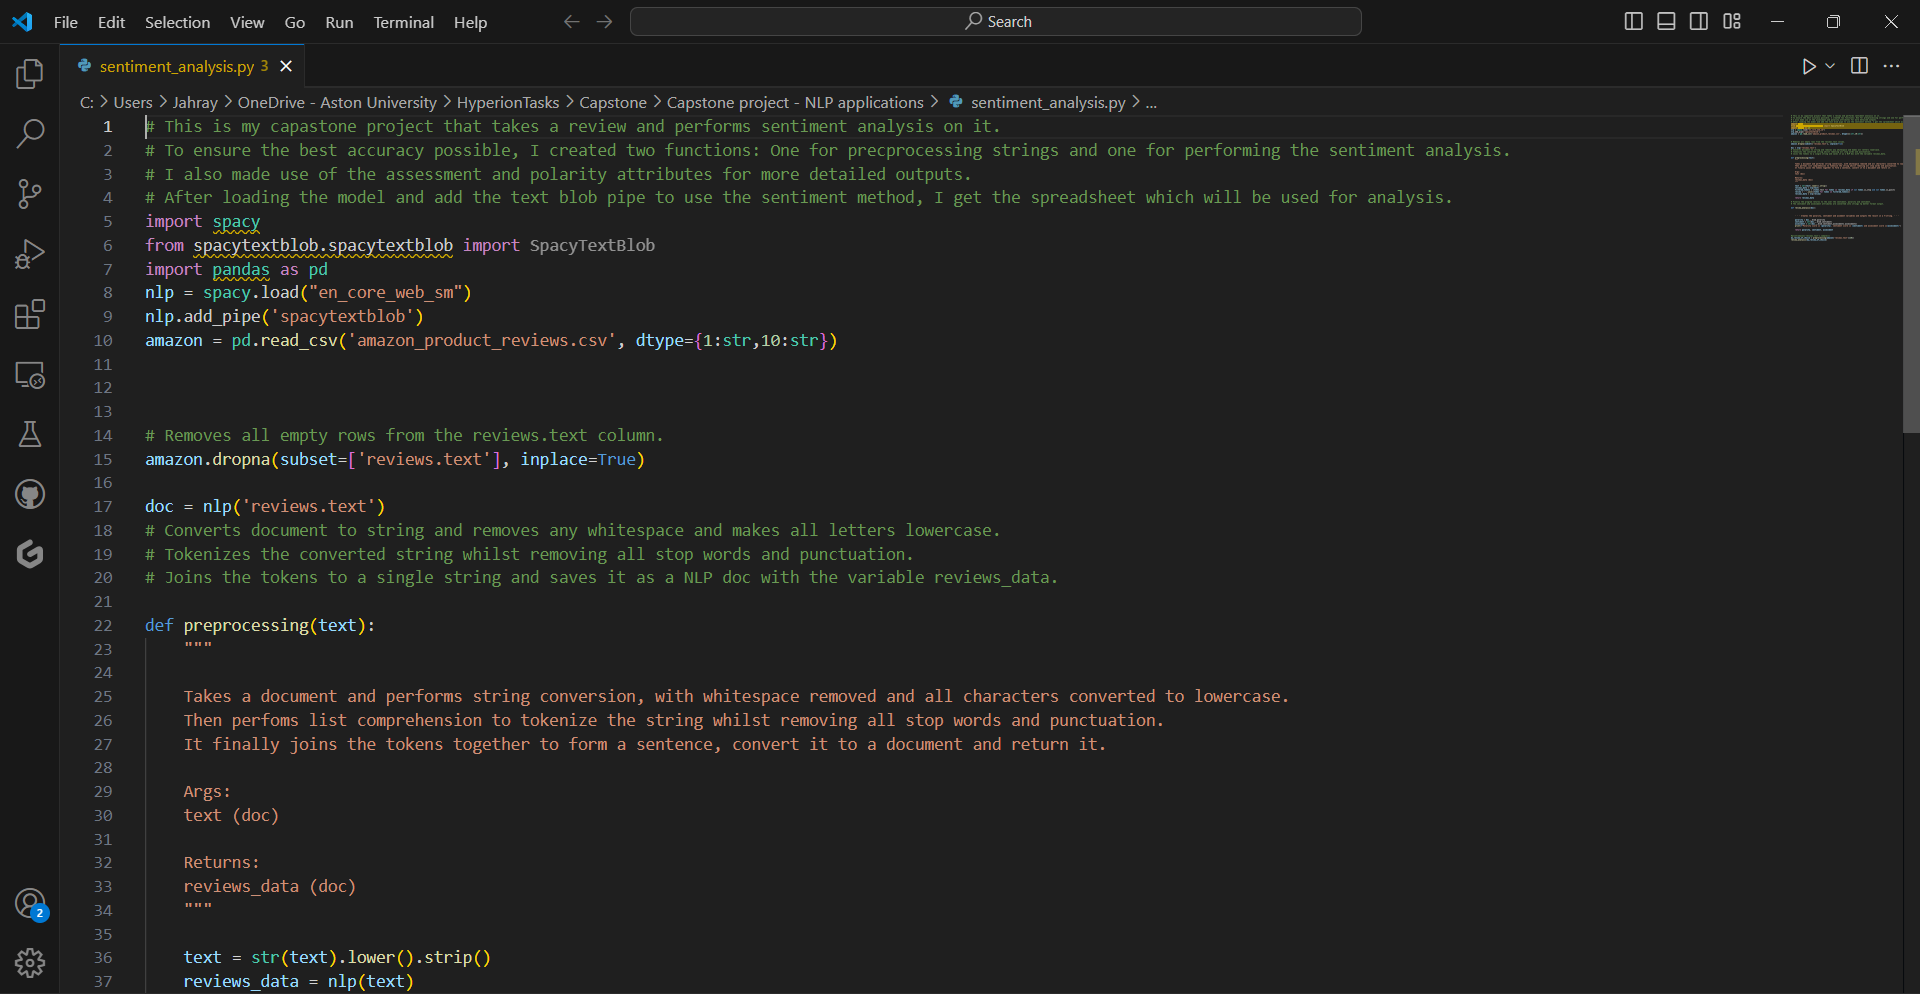 File Edit Selection View Go Run Terminal Help Search
sentiment_analysis.py 3
C: > Users > Jahray > OneDrive - Aston University > HyperionTasks > Capstone > Capstone project - NLP applications > sentiment_analysis.py > ...
1 # This is my capastone project that takes a review and performs sentiment analysis on it.
2 # To ensure the best accuracy possible, I created two functions: One for precprocessing strings and one for performing the sentiment analysis.
3 # I also made use of the assessment and polarity attributes for more detailed outputs.
4 # After loading the model and add the text blob pipe to use the sentiment method, I get the spreadsheet which will be used for analysis.
5 import spacy
6 from spacytextblob.spacytextblob import SpacyTextBlob
7 import pandas as pd
8 nlp = spacy.load("en_core_web_sm")
9 nlp.add_pipe('spacytextblob')
10 amazon = pd.read_csv('amazon_product_reviews.csv', dtype={1:str,10:str})
11
12
13
14 # Removes all empty rows from the reviews.text column.
15 amazon.dropna(subset=['reviews.text'], inplace=True)
16
17 doc = nlp('reviews.text')
18 # Converts document to string and removes any whitespace and makes all letters lowercase.
19 # Tokenizes the converted string whilst removing all stop words and punctuation.
20 # Joins the tokens to a single string and saves it as a NLP doc with the variable reviews_data.
21
22 def preprocessing(text):
23 """
24
25 Takes a document and performs string conversion, with whitespace removed and all characters converted to lowercase.
26 Then perfoms list comprehension to tokenize the string whilst removing all stop words and punctuation.
27 It finally joins the tokens together to form a sentence, convert it to a document and return it.
28
29 Args:
30 text (doc)
31
32 Returns:
33 reviews_data (doc)
34 """
35
36 text = str(text).lower().strip()
37 reviews_data = nlp(text)
2